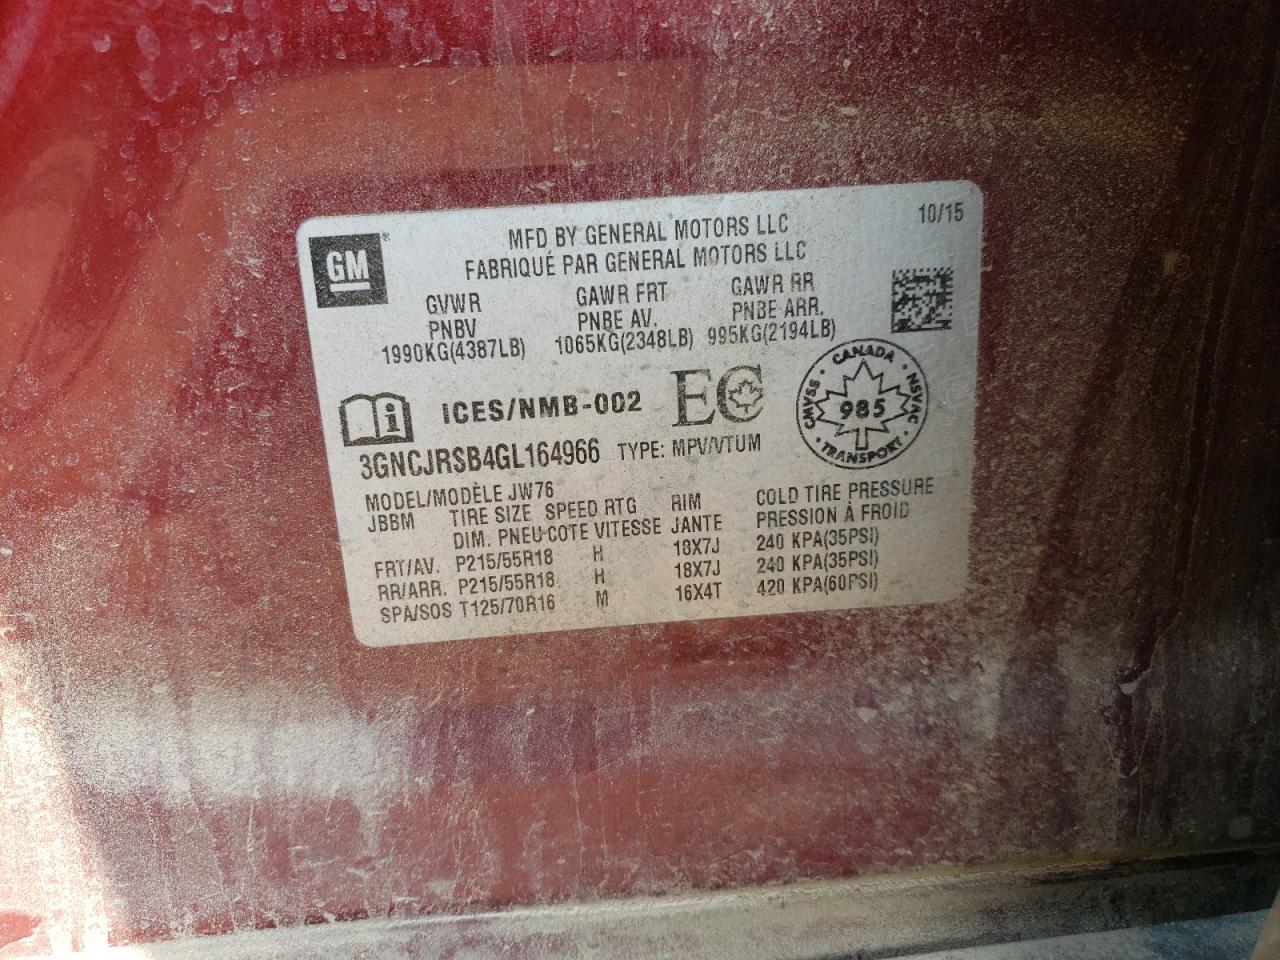 GM
10/15
MFD BY GENERAL MOTORS LLC
FABRIQUÉ PAR GENERAL MOTORS LLC
GVWR GAWR FRT GAWR RR
PNBV PNBE AV. PNBE ARR.
1990KG(4387LB) 1065KG(2348LB) 995KG(2194LB)
i ICES/NMB-002 EC
CANADA
CMVSS 985 NSVAC
TRANSPORT
3GNCJRSB4GL164966 TYPE: MPV/VTUM
MODEL/MODÈLE JW76
JBBM TIRE SIZE SPEED RTG RIM COLD TIRE PRESSURE
DIM. PNEU COTE VITESSE JANTE PRESSION À FROID
FRT/AV. P215/55R18 H 18X7J 240 KPA(35PSI)
RR/ARR. P215/55R18 H 18X7J 240 KPA(35PSI)
SPA/SOS T125/70R16 M 16X4T 420 KPA(60PSI)